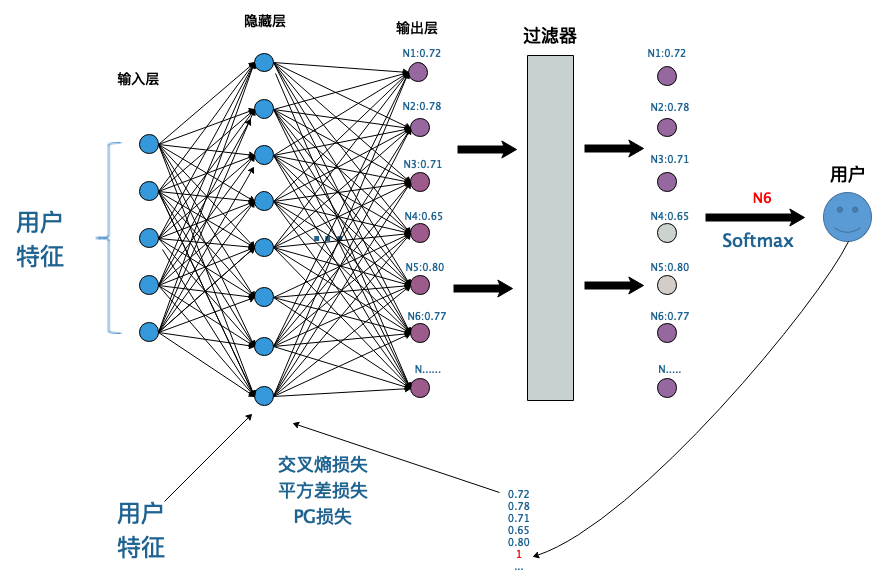 隐藏层
输出层
过滤器
输入层
N1:0.72
N2:0.78
N3:0.71
N4:0.65
N5:0.80
N6:0.77
N......
N1:0.72
N2:0.78
N3:0.71
N4:0.65
N5:0.80
N6:0.77
N.....
用户
特征
...
N6
Softmax
用户
交叉熵损失
平方差损失
PG损失
用户
特征
0.72
0.78
0.71
0.65
0.80
1
...